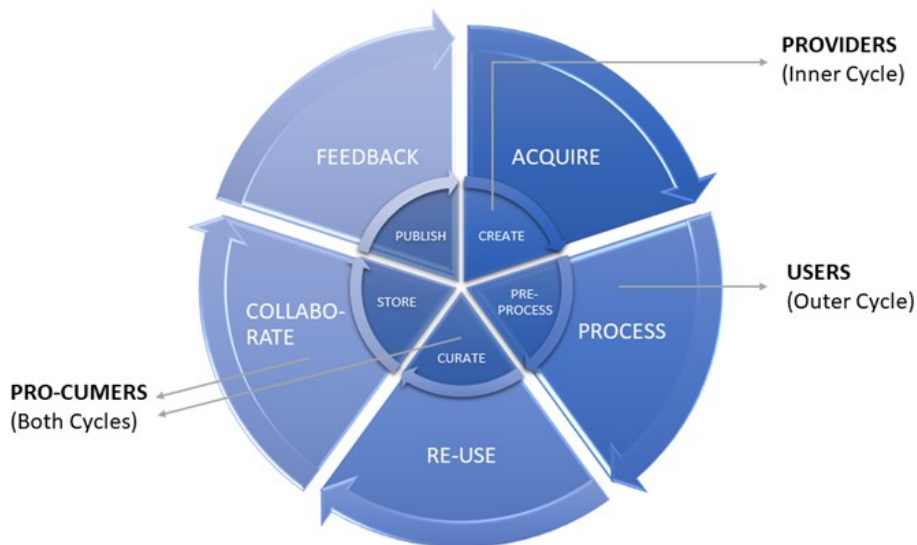 PROVIDERS
(Inner Cycle)
FEEDBACK
ACQUIRE
PUBLISH
CREATE
USERS
(Outer Cycle)
STORE
PRE-
PROCESS
COLLABO-
RATE
PROCESS
CURATE
PRO-CUMERS
(Both Cycles)
RE-USE